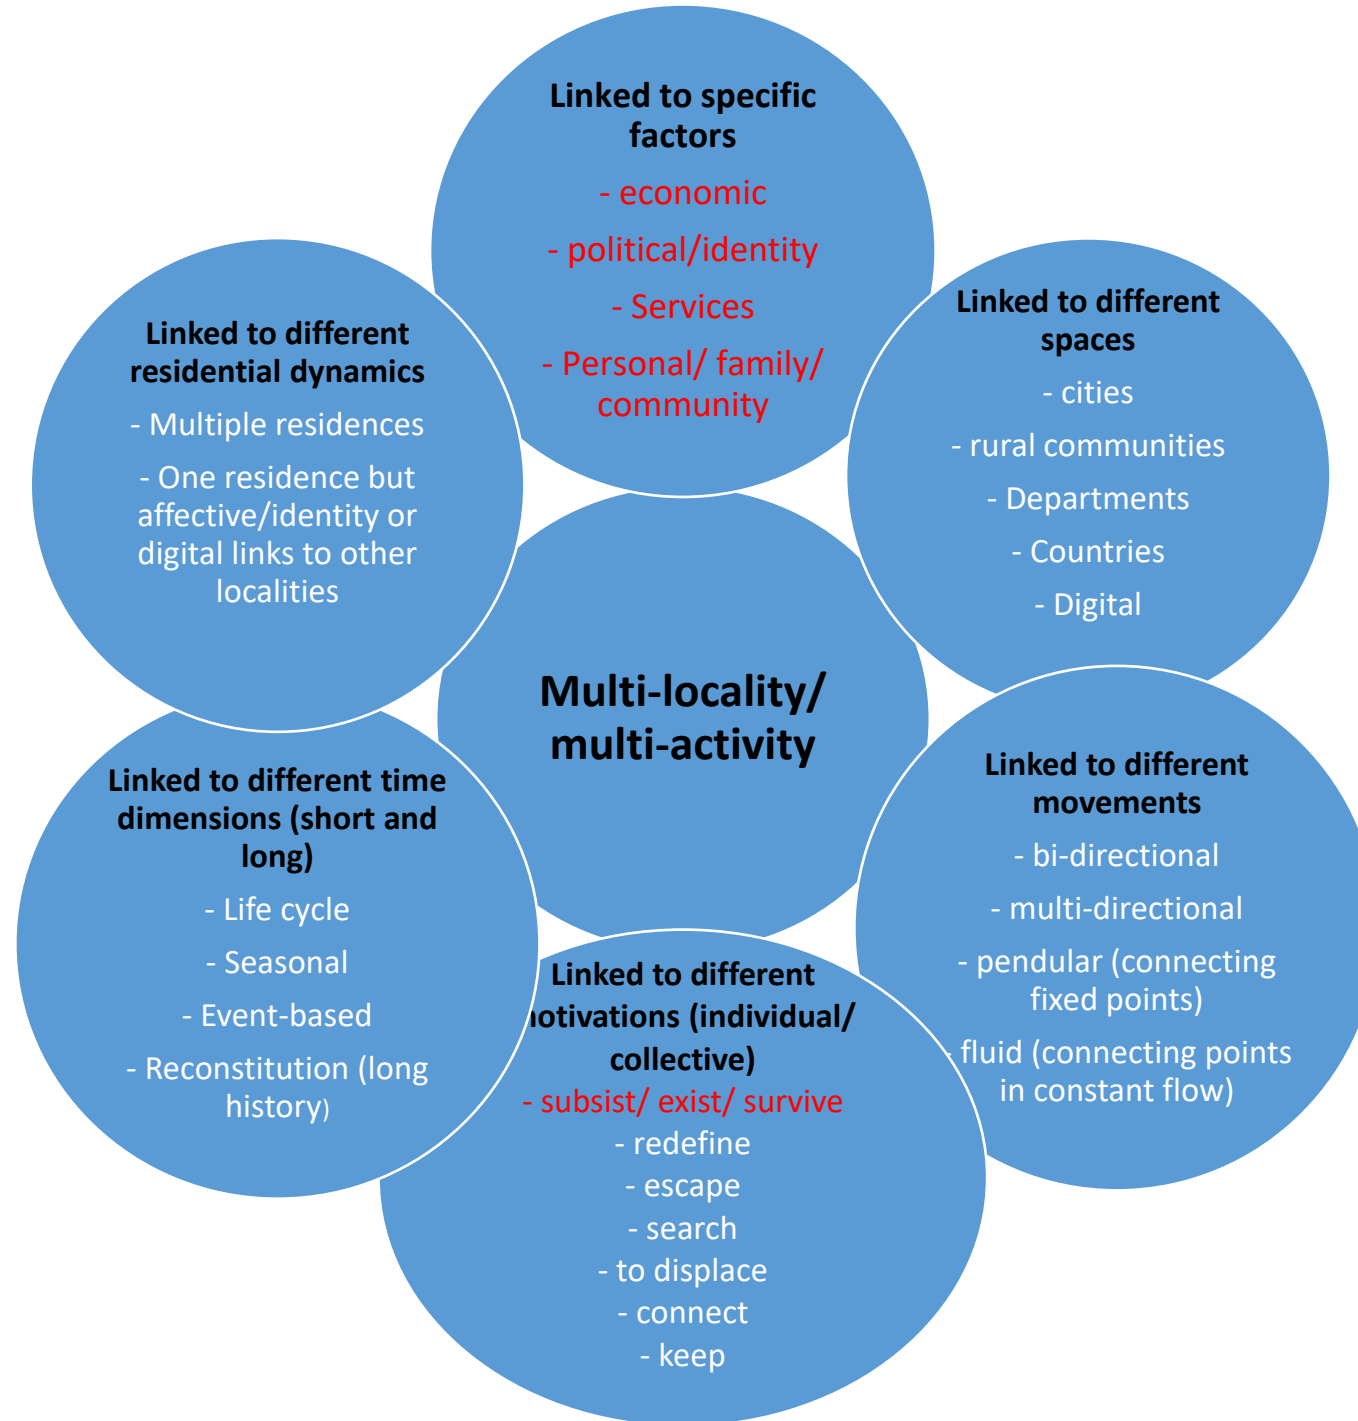 Linked to specific
factors
- economic
- political/identity
- Services
- Personal/ family/
community
Linked to different
spaces
- cities
- rural communities
- Departments
- Countries
- Digital
Linked to different
movements
- bi-directional
- multi-directional
- pendular (connecting
fixed points)
- fluid (connecting points
in constant flow)
Linked to different
motivations (individual/
collective)
- subsist/ exist/ survive
- redefine
- escape
- search
- to displace
- connect
- keep
Linked to different time
dimensions (short and
long)
- Life cycle
- Seasonal
- Event-based
- Reconstitution (long
history)
Linked to different
residential dynamics
- Multiple residences
- One residence but
affective/identity or
digital links to other
localities
Multi-locality/
multi-activity